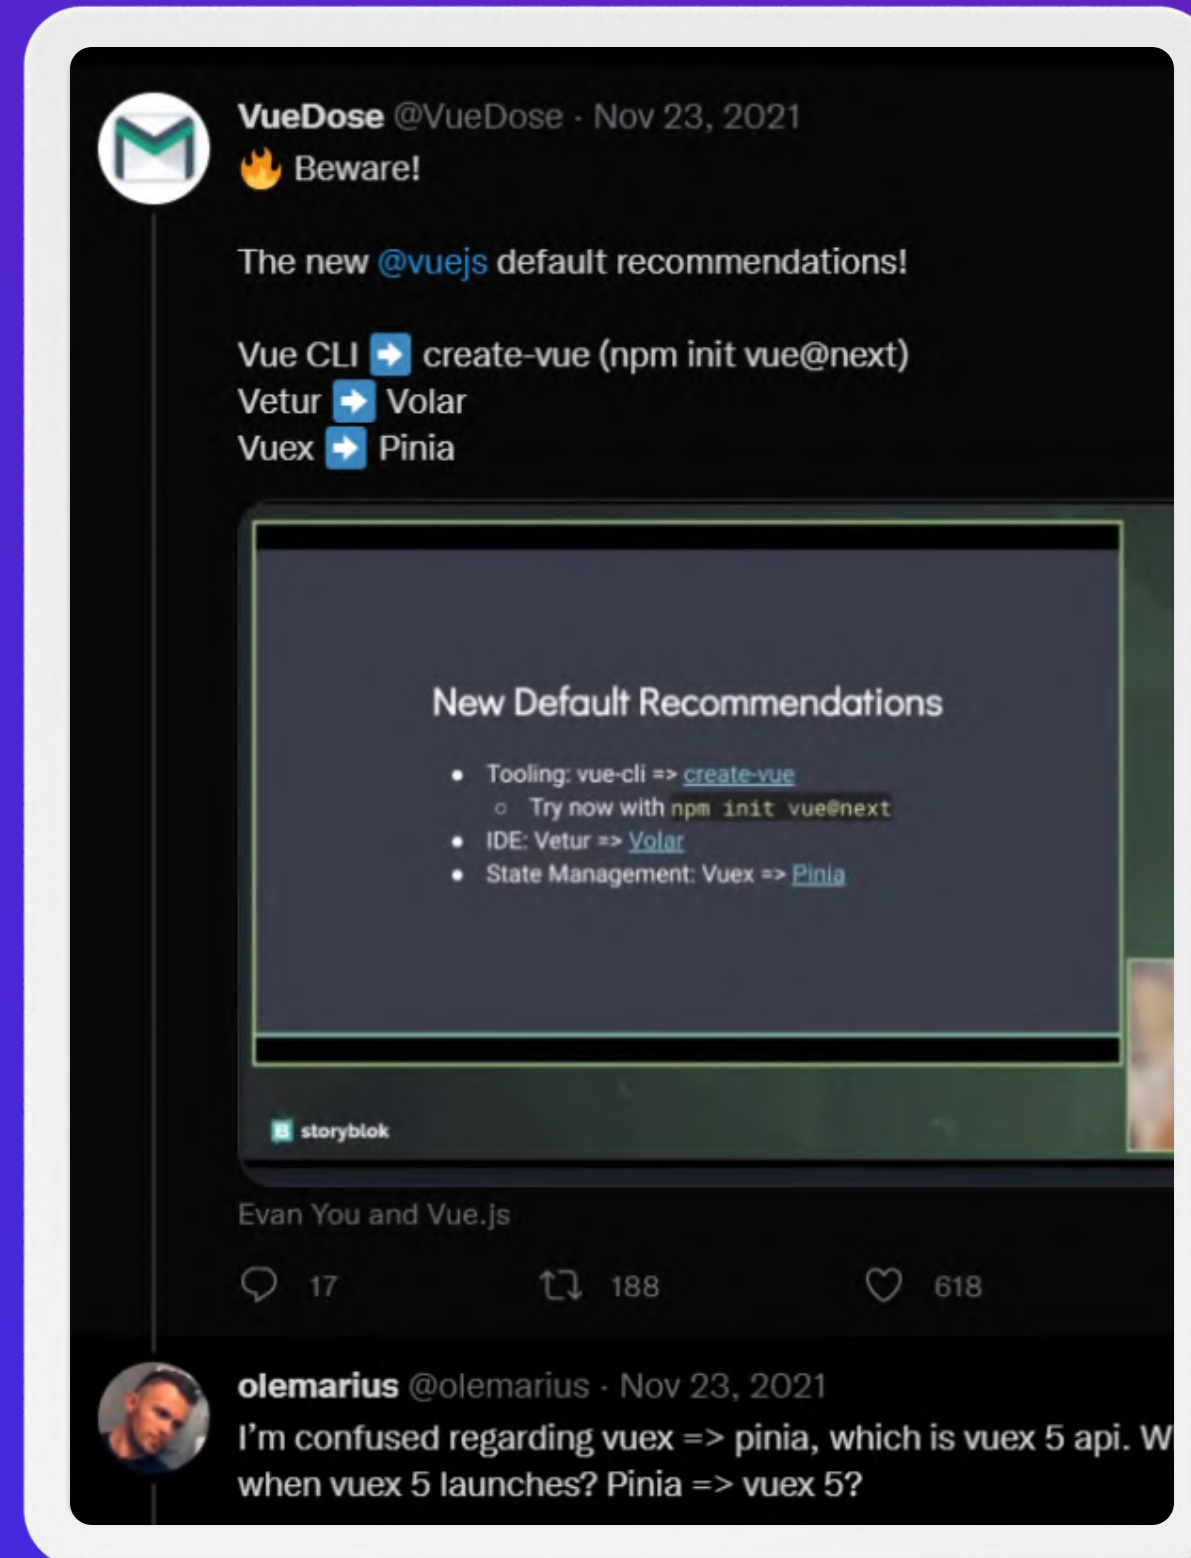 VueDose @VueDose · Nov 23, 2021
🔥 Beware!
The new @vuejs default recommendations!
Vue CLI ➡️ create-vue (npm init vue@next)
Vetur ➡️ Volar
Vuex ➡️ Pinia
New Default Recommendations
• Tooling: vue-cli => create-vue
○ Try now with npm init vue@next
• IDE: Vetur => Volar
• State Management: Vuex => Pinia
storyblok
Evan You and Vue.js
17 188 618
olemarius @olemarius · Nov 23, 2021
I'm confused regarding vuex => pinia, which is vuex 5 api.
when vuex 5 launches? Pinia => vuex 5?